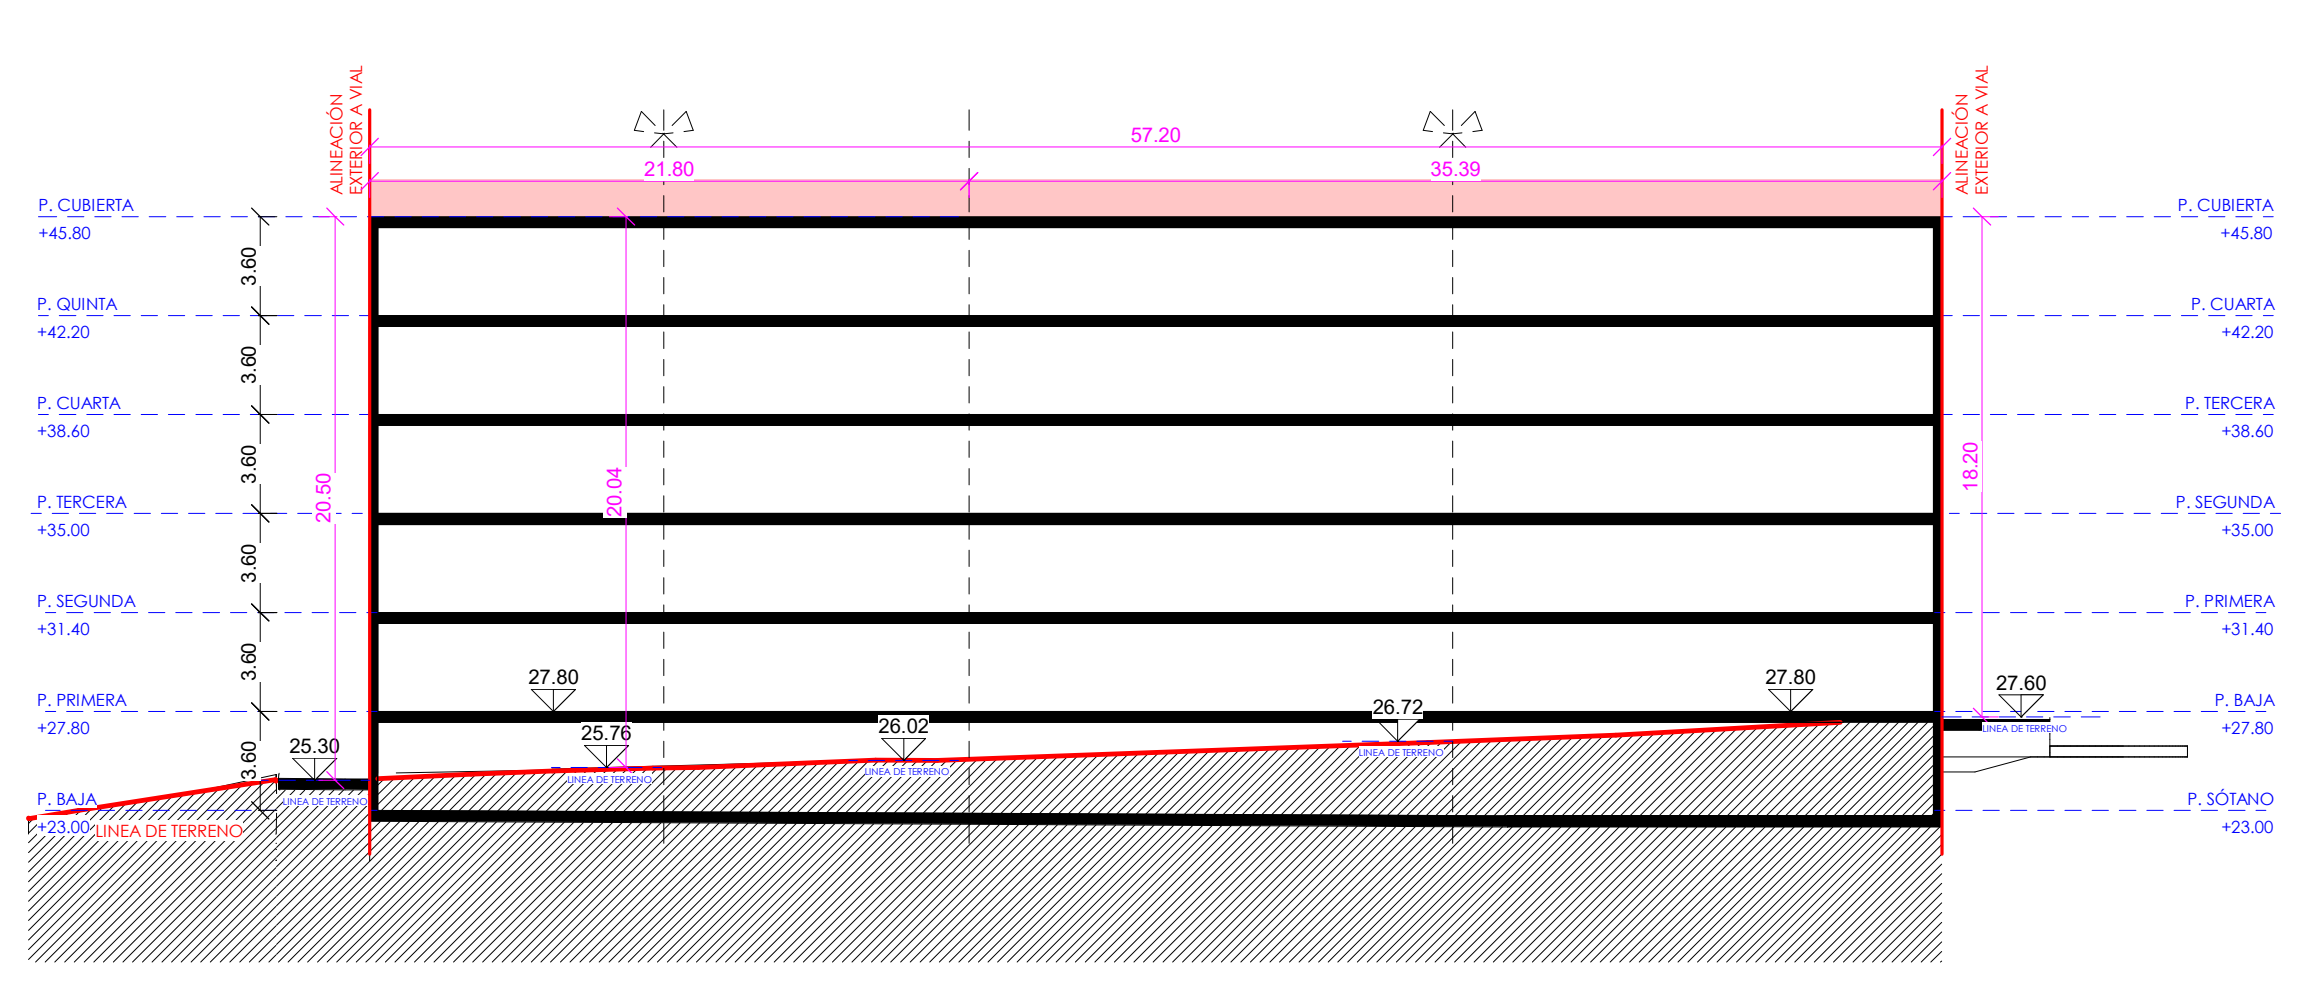 ALINEACIÓN
EXTERIOR A VIAL
ALINEACIÓN
EXTERIOR A VIAL
57.20
21.80
35.39
P. CUBIERTA
+45.80
P. CUBIERTA
+45.80
3.60
P. QUINTA
+42.20
P. CUARTA
+42.20
3.60
P. CUARTA
+38.60
P. TERCERA
+38.60
3.60
20.50
20.04
18.20
P. TERCERA
+35.00
P. SEGUNDA
+35.00
3.60
P. SEGUNDA
+31.40
P. PRIMERA
+31.40
3.60
27.80
27.80
27.60
P. PRIMERA
+27.80
P. BAJA
+27.80
25.30
25.76
26.02
26.72
LINEA DE TERRENO
LINEA DE TERRENO
LINEA DE TERRENO
LINEA DE TERRENO
LINEA DE TERRENO
3.60
P. BAJA
+23.00
LINEA DE TERRENO
P. SÓTANO
+23.00